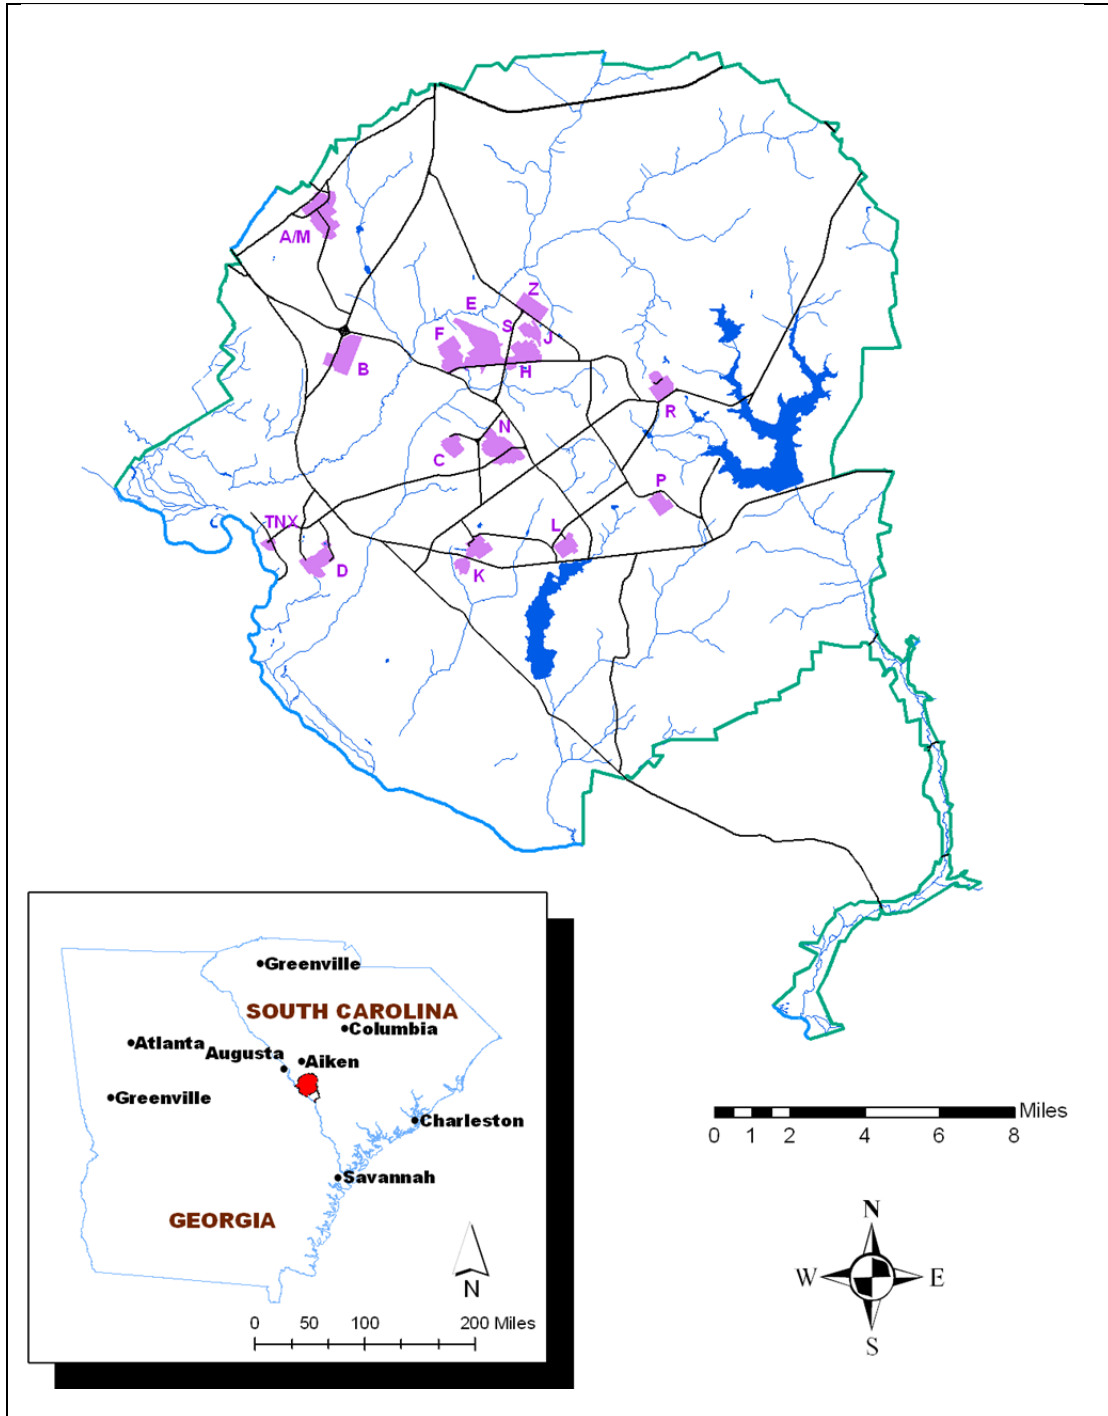 A/M
Z
E
S
F
J
H
B
R
N
C
P
TNX
L
D
K
Greenville
SOUTH CAROLINA
Columbia
Atlanta
Augusta
Aiken
Greenville
Charleston
Savannah
GEORGIA
N
0 50 100 200 Miles
Miles
0 1 2 4 6 8
N
W E
S